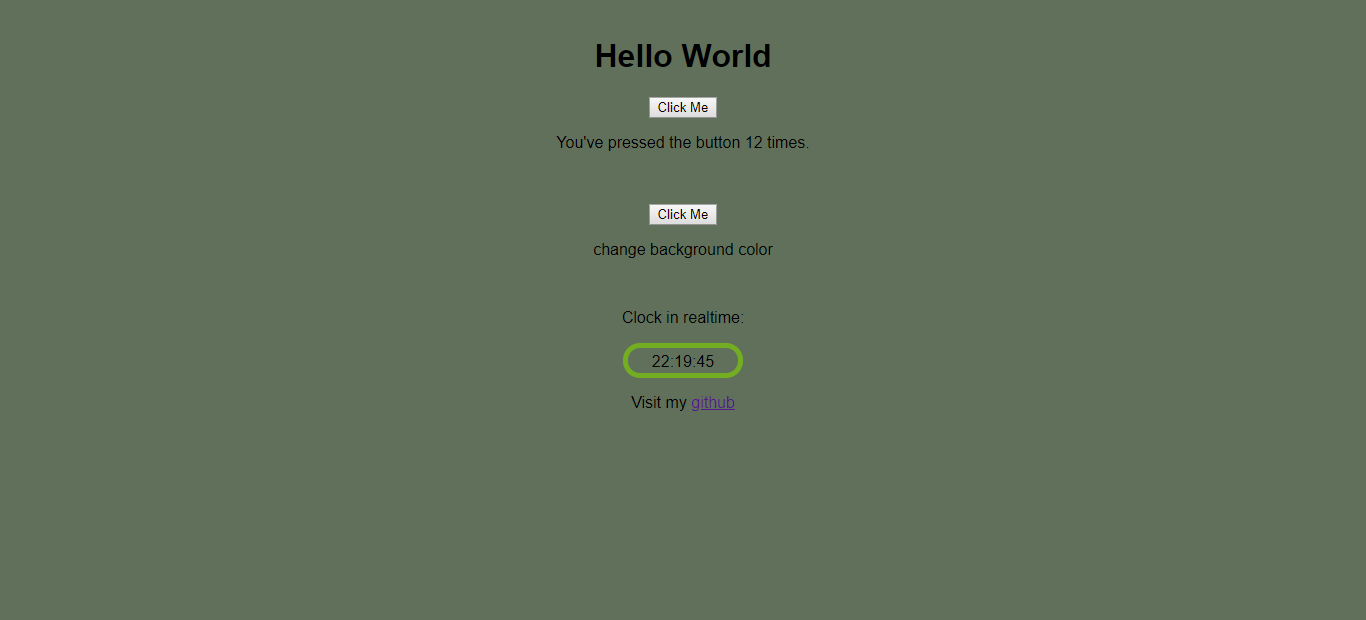 Hello World
Click Me
You've pressed the button 12 times.
Click Me
change background color
Clock in realtime:
22:19:45
Visit my github